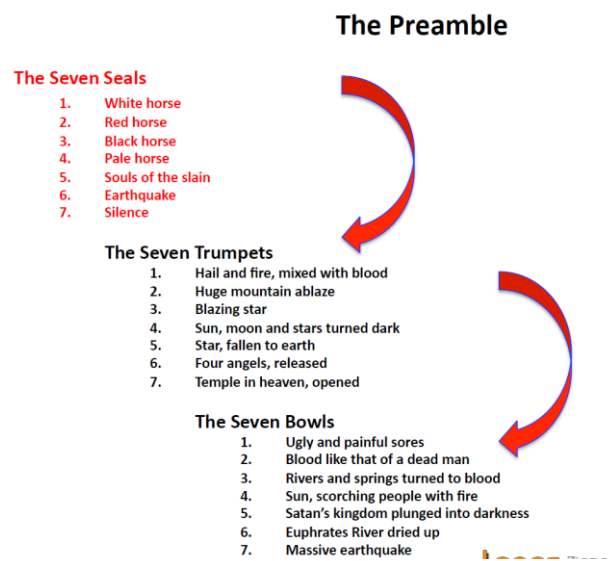 The Preamble
The Seven Seals
1. White horse
2. Red horse
3. Black horse
4. Pale horse
5. Souls of the slain
6. Earthquake
7. Silence
The Seven Trumpets
1. Hail and fire, mixed with blood
2. Huge mountain ablaze
3. Blazing star
4. Sun, moon and stars turned dark
5. Star, fallen to earth
6. Four angels, released
7. Temple in heaven, opened
The Seven Bowls
1. Ugly and painful sores
2. Blood like that of a dead man
3. Rivers and springs turned to blood
4. Sun, scorching people with fire
5. Satan's kingdom plunged into darkness
6. Euphrates River dried up
7. Massive earthquake